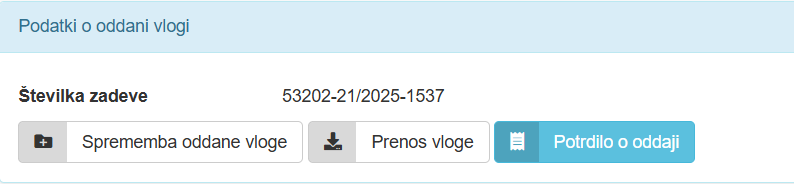 Podatki o oddani vlogi
Številka zadeve 53202-21/2025-1537
Sprememba oddane vloge Prenos vloge Potrdilo o oddaji